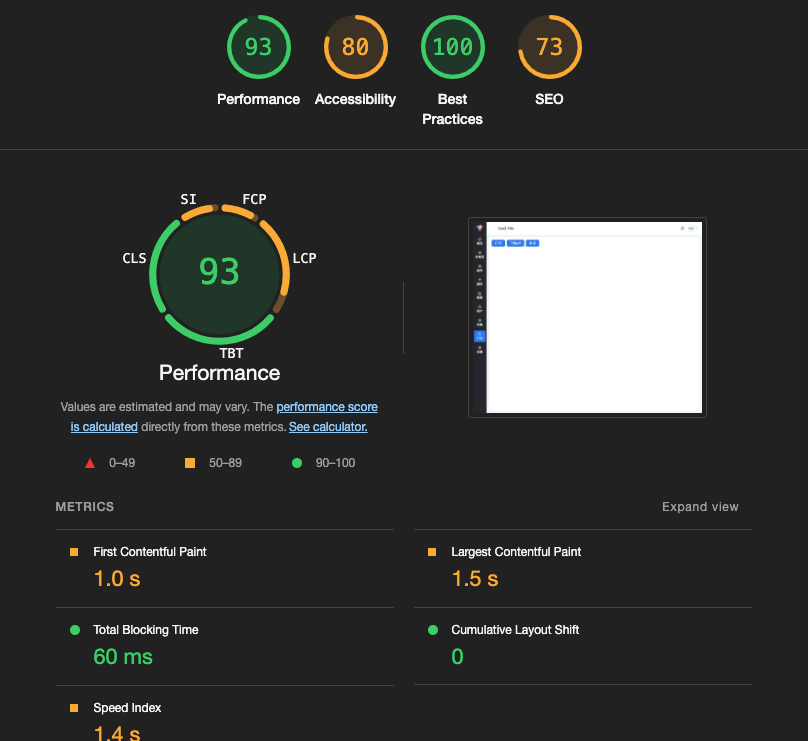 93
80
100
73
Performance
Accessibility
Best
Practices
SEO
SI
FCP
CLS
LCP
93
TBT
Performance
Values are estimated and may vary. The performance score
is calculated directly from these metrics. See calculator.
0–49
50–89
90–100
METRICS
Expand view
First Contentful Paint
1.0 s
Largest Contentful Paint
1.5 s
Total Blocking Time
60 ms
Cumulative Layout Shift
0
Speed Index
1.4 s